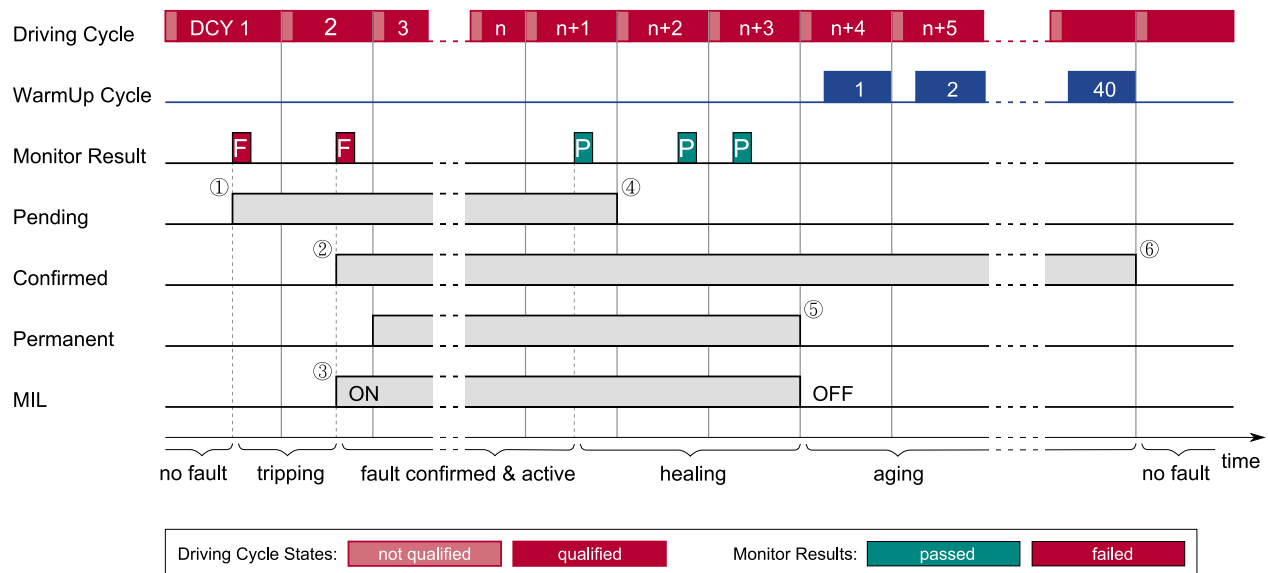 Driving Cycle DCY 1 2 3 n n+1 n+2 n+3 n+4 n+5
WarmUp Cycle 1 2 40
Monitor Result F F P P P
① ④
Pending
② ⑥
Confirmed
⑤
Permanent
③
MIL ON OFF
no fault tripping fault confirmed & active healing aging no fault time
Driving Cycle States: not qualified qualified Monitor Results: passed failed